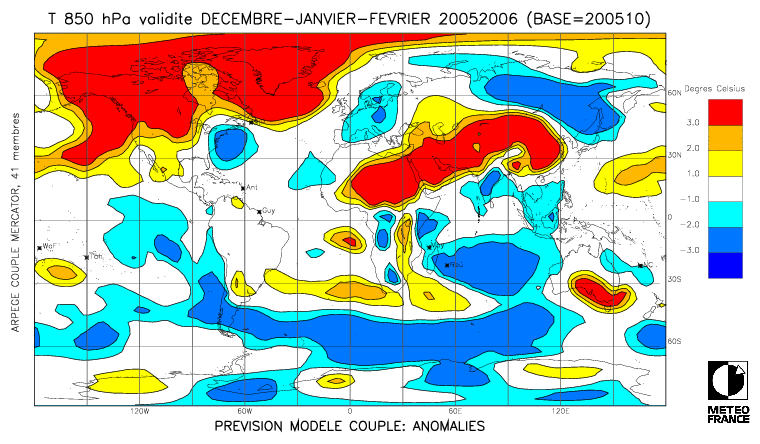 T 850 hPa validite DECEMBRE-JANVIER-FEVRIER 20052006 (BASE=200510)
ARPEGE COUPLE MERCATOR, 41 membres
Degres Celsius
3.0
2.0
1.0
-1.0
-2.0
-3.0
60N
30N
0
30S
60S
Ant
Guy
Tah
NC
120W
60W
0
60E
120E
PREVISION MODELE COUPLE: ANOMALIES
METEO
FRANCE